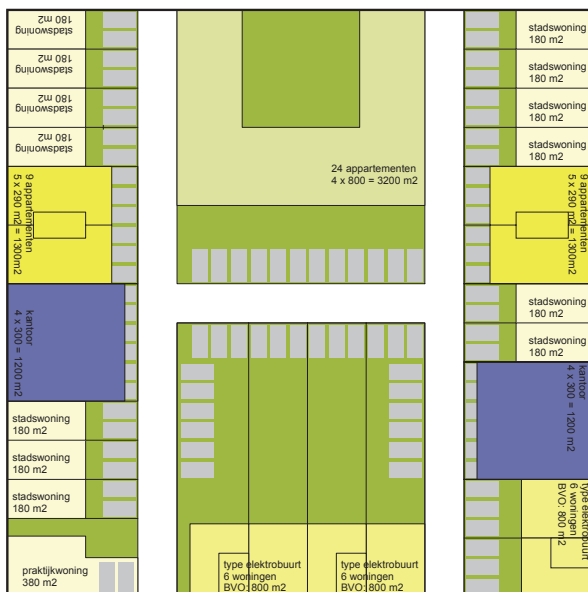 stadswoning
180 m2
stadswoning
180 m2
stadswoning
180 m2
stadswoning
180 m2
9 appartementen
5 x 290 m2 = 1300m2
kantoor
4 x 300 = 1200 m2
stadswoning
180 m2
stadswoning
180 m2
stadswoning
180 m2
praktijkwoning
380 m2
24 appartementen
4 x 800 = 3200 m2
type elektrobuurt
6 woningen
BVO: 800 m2
type elektrobuurt
6 woningen
BVO: 800 m2
stadswoning
180 m2
stadswoning
180 m2
stadswoning
180 m2
stadswoning
180 m2
9 appartementen
5 x 290 m2 = 1300m2
stadswoning
180 m2
stadswoning
180 m2
kantoor
4 x 300 = 1200 m2
type elektrobuurt
6 woningen
BVO: 800 m2